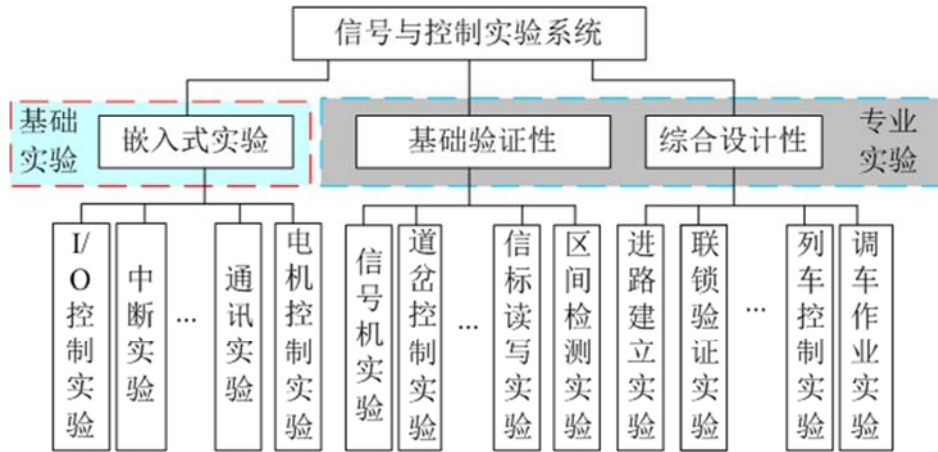 信号与控制实验系统
基础
实验
嵌入式实验
基础验证性
综合设计性
专业
实验
I/O控制实验
中断实验
...
通讯实验
电机控制实验
信号机实验
道岔控制实验
...
信标读写实验
区间检测实验
进路建立实验
联锁验证实验
...
列车控制实验
调车作业实验